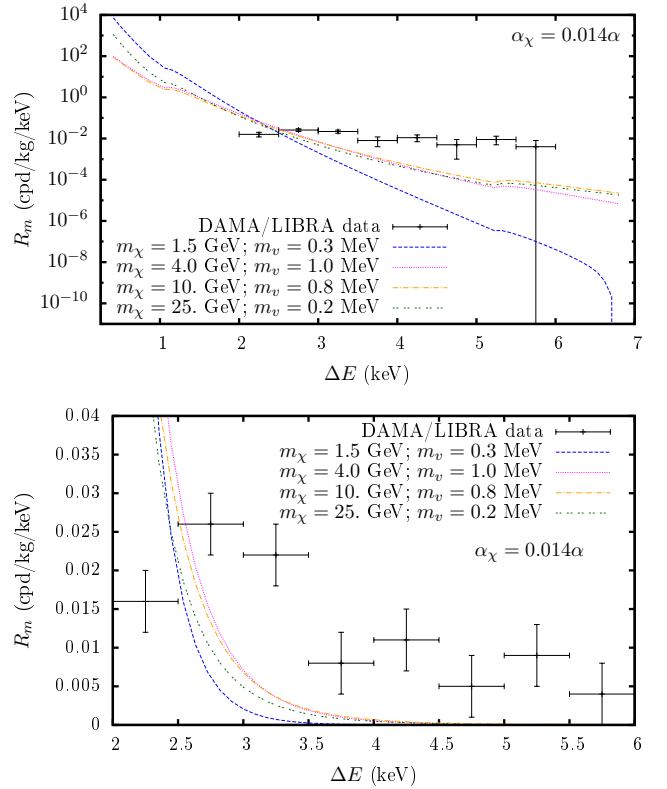 10⁴
10²
10⁰
10⁻²
10⁻⁴
10⁻⁶
10⁻⁸
10⁻¹⁰
R_m (cpd/kg/keV)
α_χ = 0.014α
DAMA/LIBRA data
m_χ = 1.5 GeV; m_v = 0.3 MeV
m_χ = 4.0 GeV; m_v = 1.0 MeV
m_χ = 10. GeV; m_v = 0.8 MeV
m_χ = 25. GeV; m_v = 0.2 MeV
1 2 3 4 5 6 7
ΔE (keV)
0.04
0.035
0.03
0.025
0.02
0.015
0.01
0.005
0
R_m (cpd/kg/keV)
DAMA/LIBRA data
m_χ = 1.5 GeV; m_v = 0.3 MeV
m_χ = 4.0 GeV; m_v = 1.0 MeV
m_χ = 10. GeV; m_v = 0.8 MeV
m_χ = 25. GeV; m_v = 0.2 MeV
α_χ = 0.014α
2 2.5 3 3.5 4 4.5 5 5.5 6
ΔE (keV)